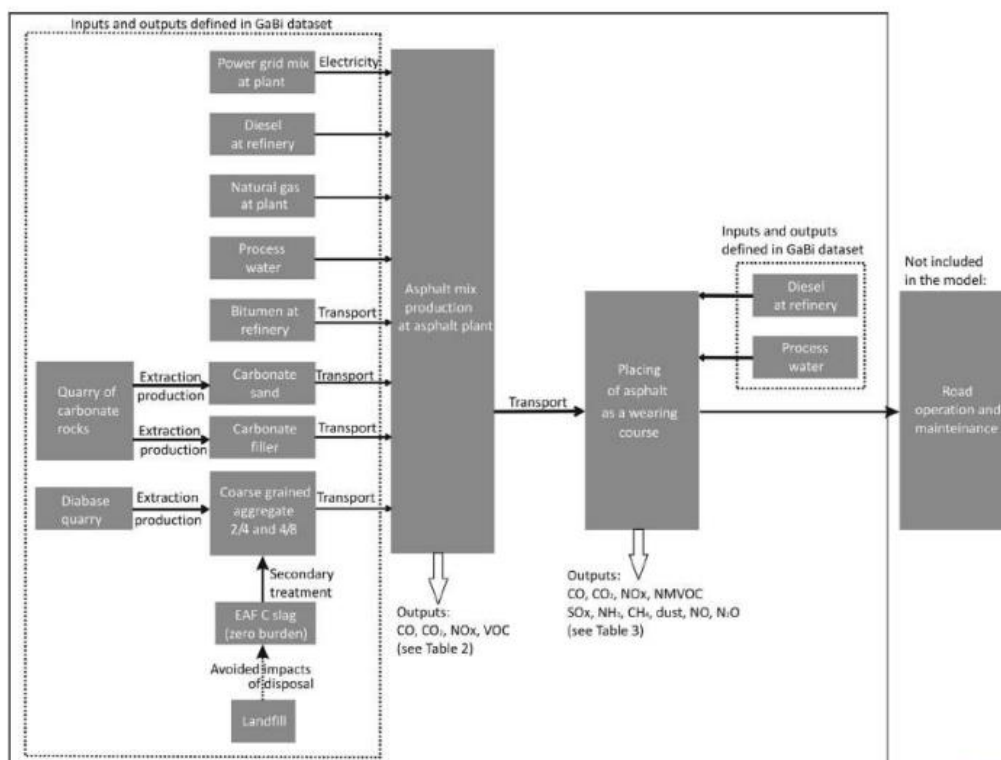 Inputs and outputs defined in GaBi dataset
Power grid mix
at plant
Electricity
Diesel
at refinery
Natural gas
at plant
Process
water
Bitumen at
refinery
Transport
Quarry of
carbonate
rocks
Extraction
production
Carbonate
sand
Transport
Extraction
production
Carbonate
filler
Transport
Diabase
quarry
Extraction
production
Coarse grained
aggregate
2/4 and 4/8
Transport
Secondary
treatment
EAF C slag
(zero burden)
Avoided impacts
of disposal
Landfill
Asphalt mix
production
at asphalt plant
Outputs:
CO, CO₂, NOx, VOC
(see Table 2)
Transport
Placing
of asphalt
as a wearing
course
Inputs and outputs
defined in GaBi dataset
Diesel
at refinery
Process
water
Outputs:
CO, CO₂, NOx, NMVOC
SOx, NH₃, CH₄, dust, NO, N₂O
(see Table 3)
Not included
in the model:
Road
operation and
mainteinance